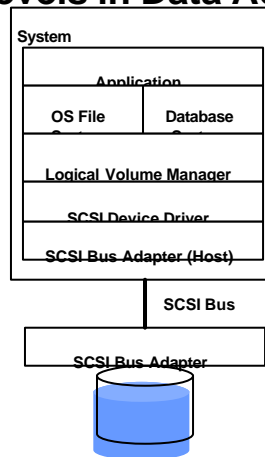 System
Application
OS File Database
Logical Volume Manager
SCSI Device Driver
SCSI Bus Adapter (Host)
SCSI Bus
SCSI Bus Adapter